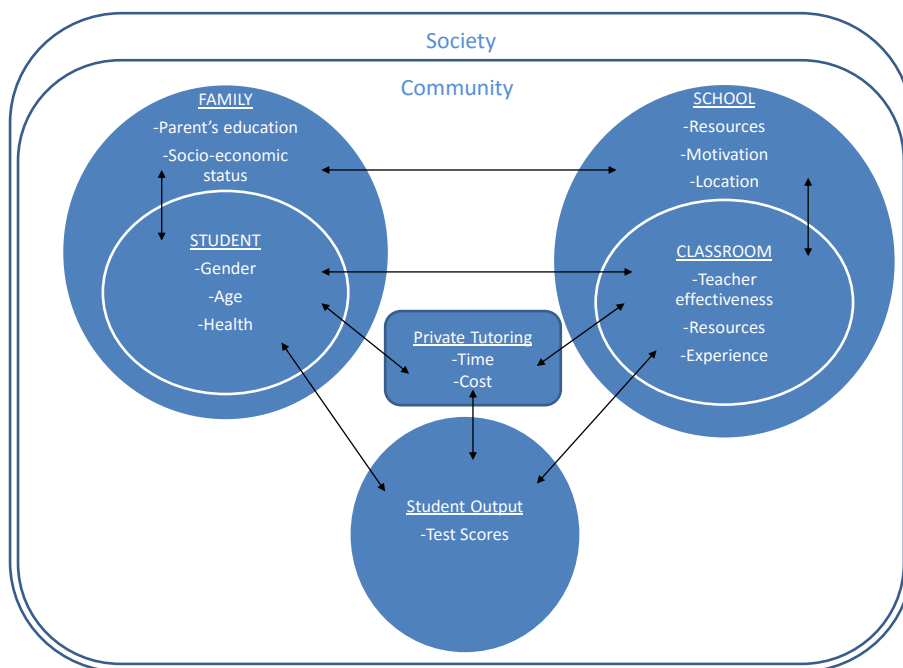 Society
Community
FAMILY
-Parent's education
-Socio-economic
status
STUDENT
-Gender
-Age
-Health
SCHOOL
-Resources
-Motivation
-Location
CLASSROOM
-Teacher
effectiveness
-Resources
-Experience
Private Tutoring
-Time
-Cost
Student Output
-Test Scores